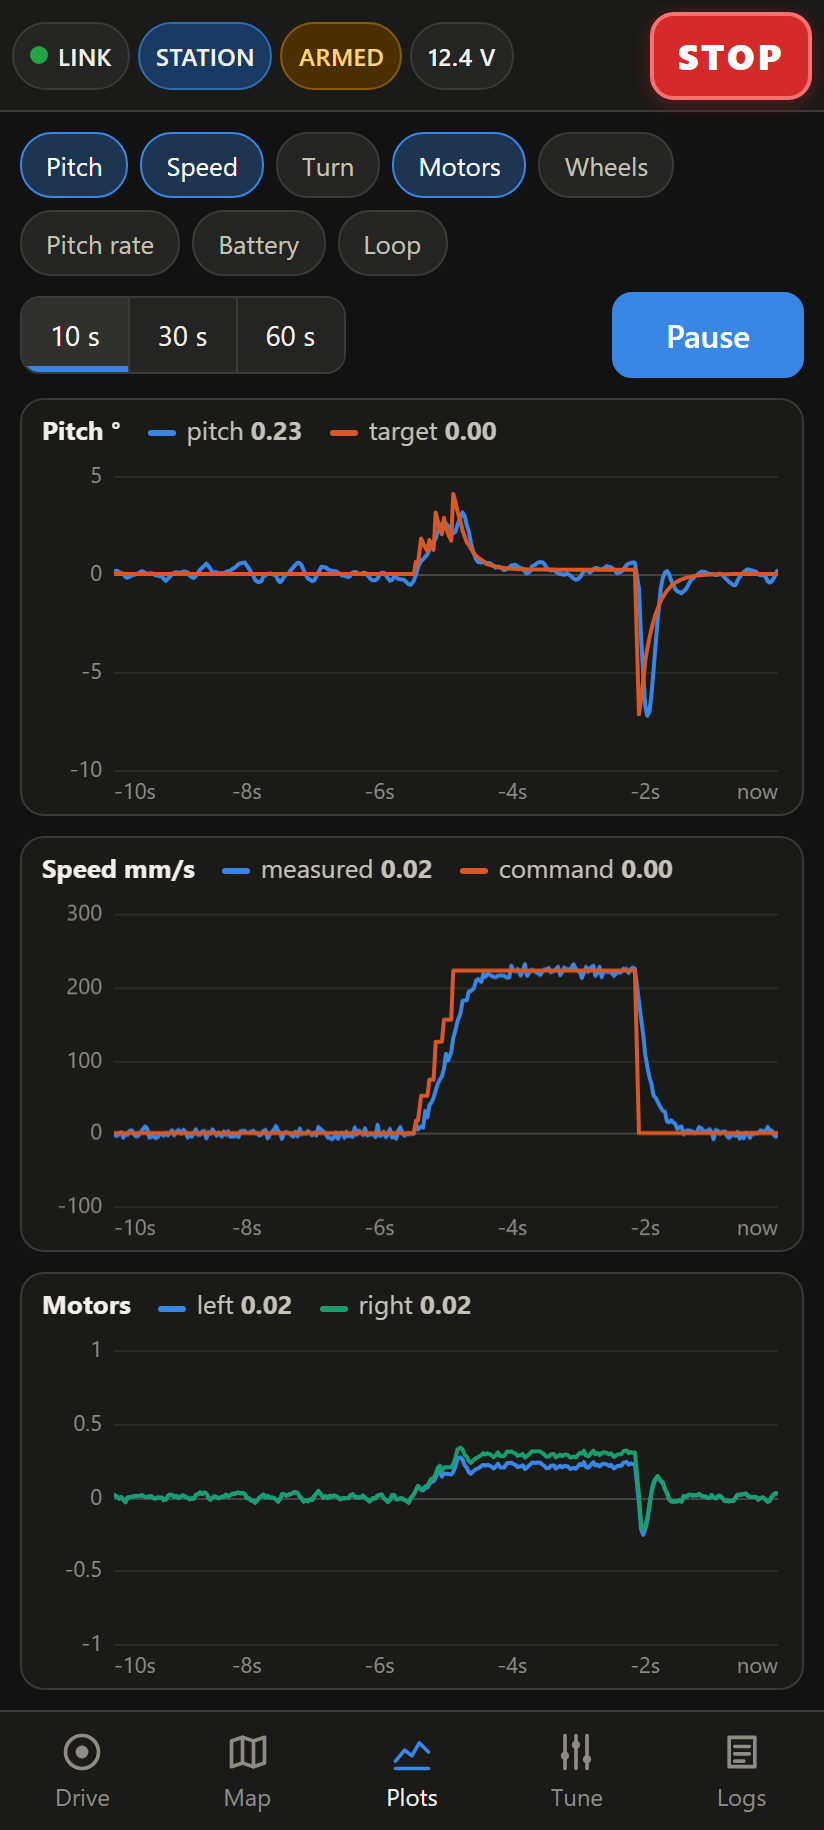 LINK STATION ARMED 12.4 V STOP
Pitch Speed Turn Motors Wheels
Pitch rate Battery Loop
10 s 30 s 60 s Pause
Pitch ° pitch 0.23 target 0.00
5
0
-5
-10
-10s -8s -6s -4s -2s now
Speed mm/s measured 0.02 command 0.00
300
200
100
0
-100
-10s -8s -6s -4s -2s now
Motors left 0.02 right 0.02
1
0.5
0
-0.5
-1
-10s -8s -6s -4s -2s now
Drive Map Plots Tune Logs